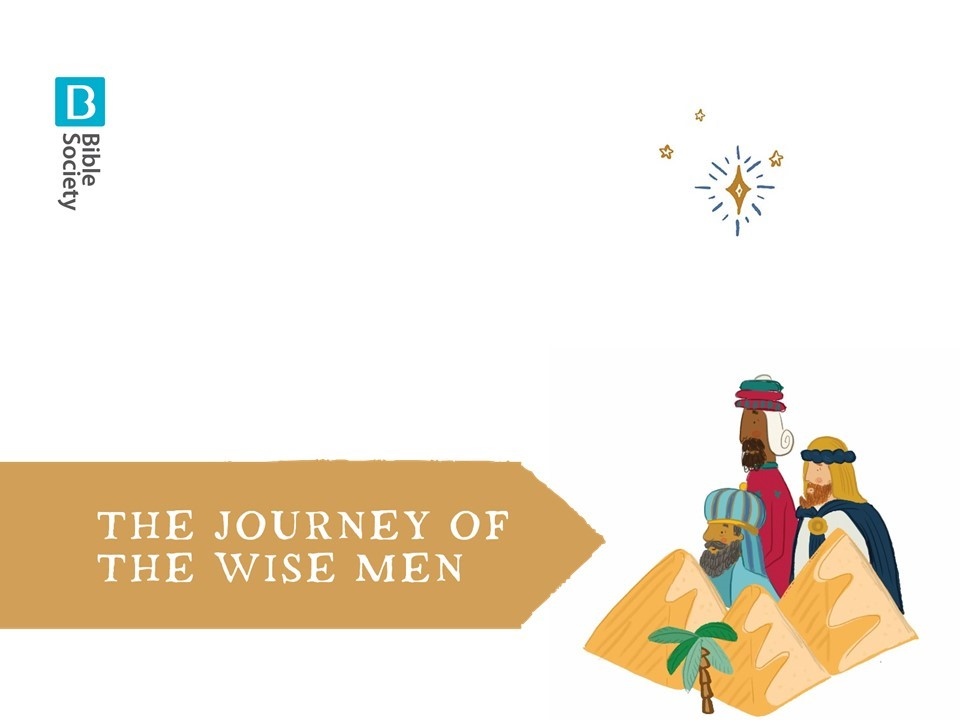 B
Bible
Society
THE JOURNEY OF
THE WISE MEN